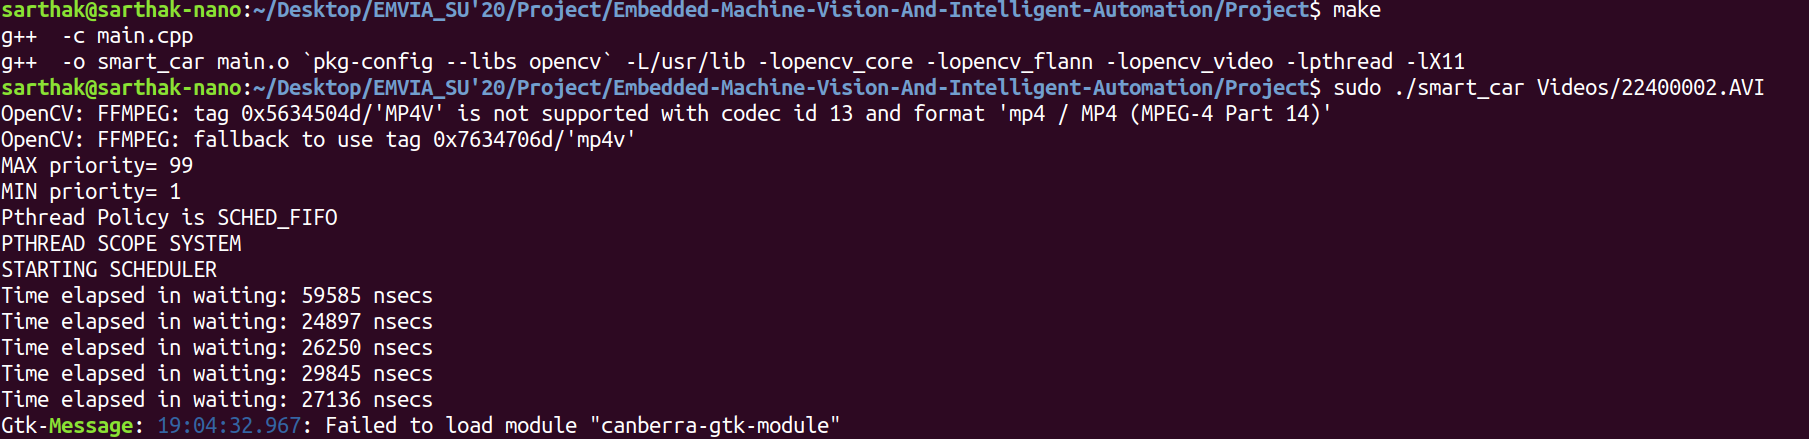 sarthak@sarthak-nano:~/Desktop/EMVIA_SU'20/Project/Embedded-Machine-Vision-And-Intelligent-Automation/Project$ make
g++  -c main.cpp
g++  -o smart_car main.o `pkg-config --libs opencv` -L/usr/lib -lopencv_core -lopencv_flann -lopencv_video -lpthread -lX11
sarthak@sarthak-nano:~/Desktop/EMVIA_SU'20/Project/Embedded-Machine-Vision-And-Intelligent-Automation/Project$ sudo ./smart_car Videos/22400002.AVI
OpenCV: FFMPEG: tag 0x5634504d/'MP4V' is not supported with codec id 13 and format 'mp4 / MP4 (MPEG-4 Part 14)'
OpenCV: FFMPEG: fallback to use tag 0x7634706d/'mp4v'
MAX priority= 99
MIN priority= 1
Pthread Policy is SCHED_FIFO
PTHREAD SCOPE SYSTEM
STARTING SCHEDULER
Time elapsed in waiting: 59585 nsecs
Time elapsed in waiting: 24897 nsecs
Time elapsed in waiting: 26250 nsecs
Time elapsed in waiting: 29845 nsecs
Time elapsed in waiting: 27136 nsecs
Gtk-Message: 19:04:32.967: Failed to load module "canberra-gtk-module"